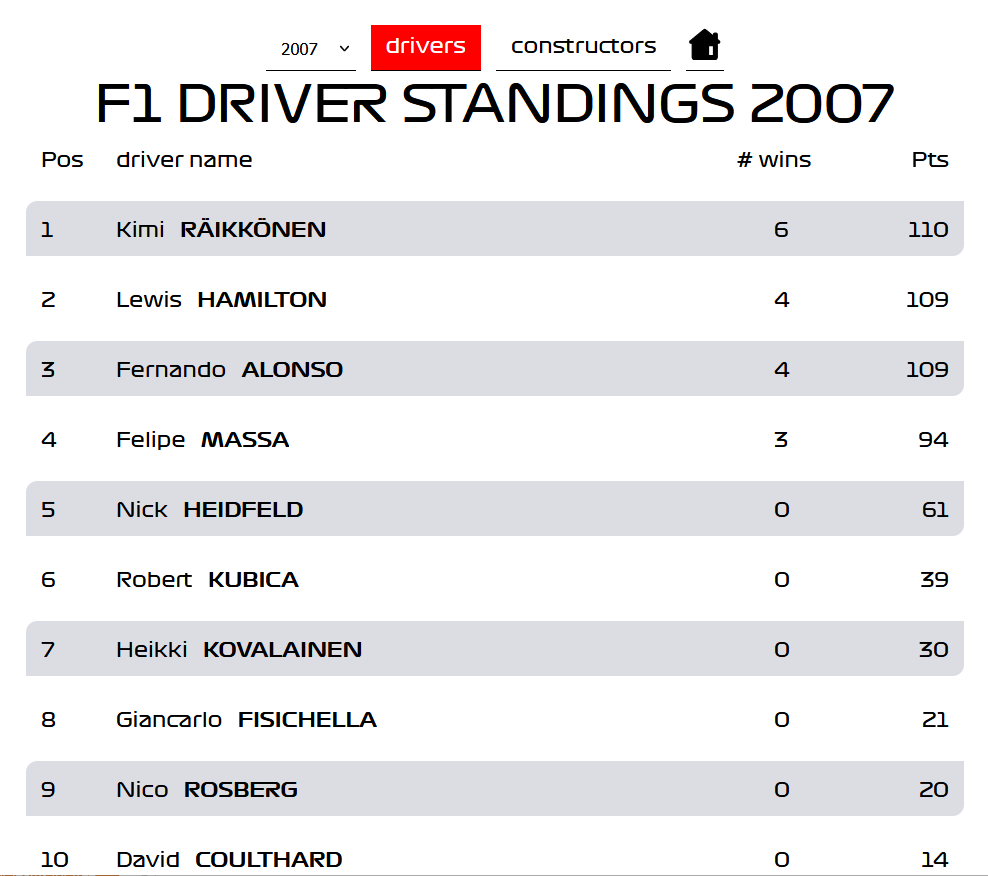 2007 drivers constructors
F1 DRIVER STANDINGS 2007
Pos driver name # wins Pts
1 Kimi RÄIKKÖNEN 6 110
2 Lewis HAMILTON 4 109
3 Fernando ALONSO 4 109
4 Felipe MASSA 3 94
5 Nick HEIDFELD 0 61
6 Robert KUBICA 0 39
7 Heikki KOVALAINEN 0 30
8 Giancarlo FISICHELLA 0 21
9 Nico ROSBERG 0 20
10 David COULTHARD 0 14